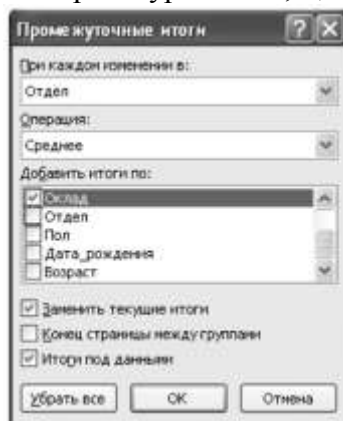 Промежуточные итоги
При каждом изменении в:
Отдел
Операция:
Среднее
Добавить итоги по:
Оклад
Отдел
Пол
Дата_рождения
Возраст
Заменить текущие итоги
Конец страницы между группами
Итоги под данными
Убрать все
ОК
Отмена